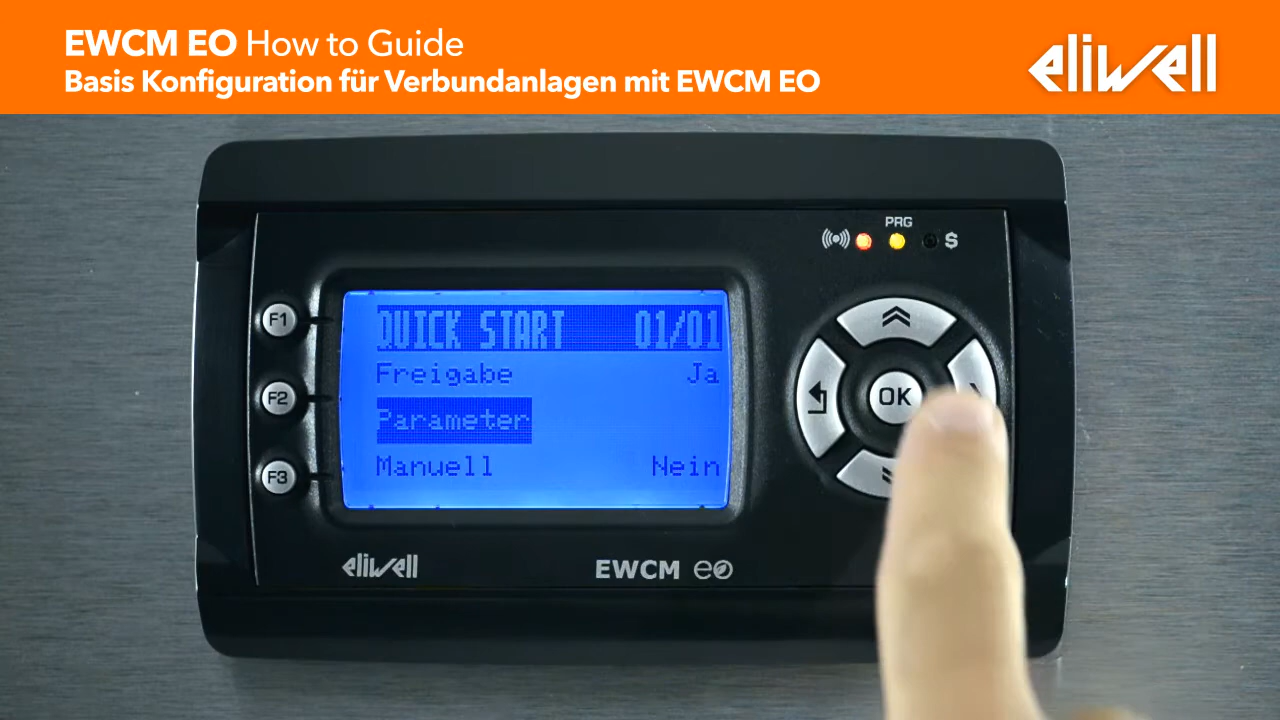 EWCM EO How to Guide
Basis Konfiguration für Verbundanlagen mit EWCM EO
eliwell
PRG
$
F1
F2
F3
QUICK START 01/01
Freigabe Ja
Parameter
Manuell Nein
OK
eliwell
EWCM eo